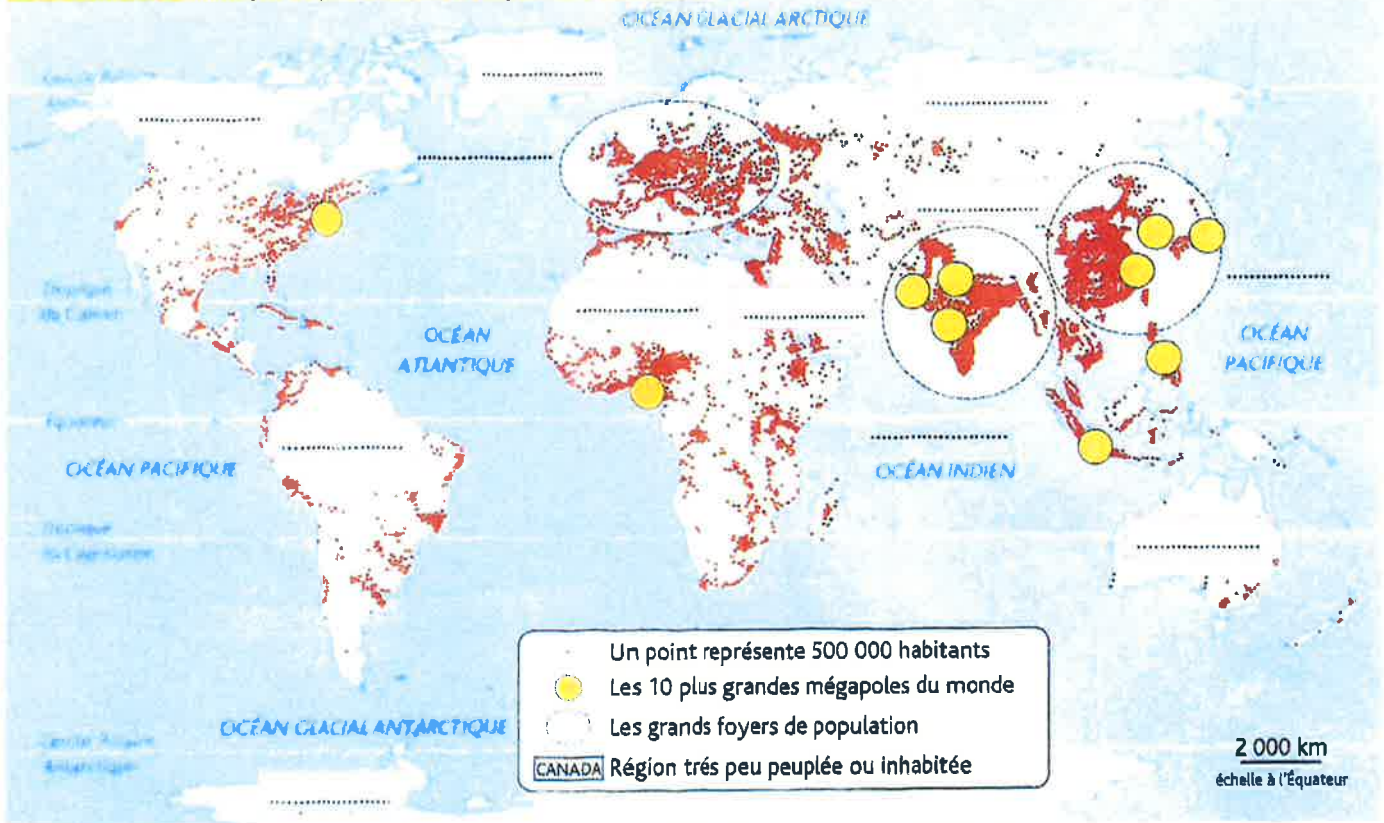 OCÉAN GLACIAL ARCTIQUE
OCÉAN
ATLANTIQUE
OCÉAN
PACIFIQUE
Équateur
OCÉAN PACIFIQUE
OCÉAN INDIEN
Un point représente 500 000 habitants
Les 10 plus grandes mégapoles du monde
OCÉAN GLACIAL ANTARCTIQUE
Les grands foyers de population
CANADA Région trés peu peuplée ou inhabitée
2 000 km
échelle à l'Équateur